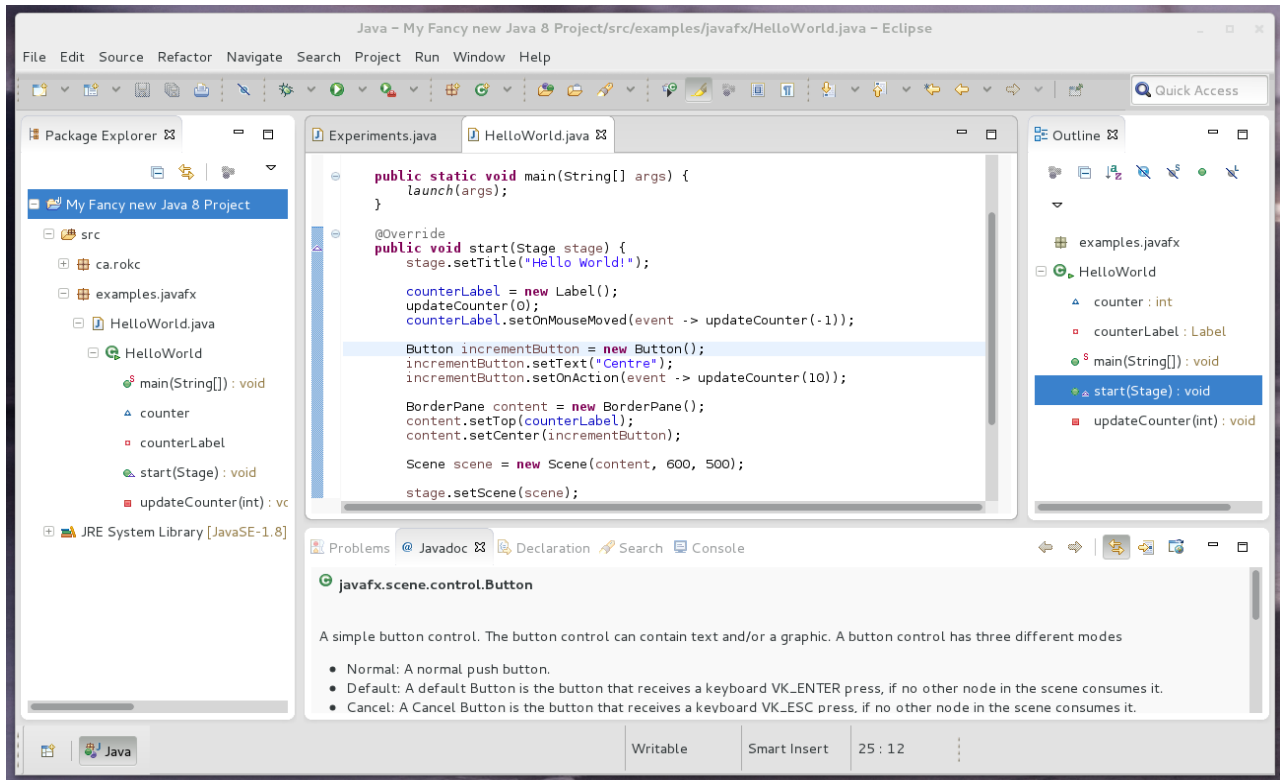 Java – My Fancy new Java 8 Project/src/examples/javafx/HelloWorld.java – Eclipse
File Edit Source Refactor Navigate Search Project Run Window Help
Quick Access
Package Explorer
My Fancy new Java 8 Project
src
ca.rokc
examples.javafx
HelloWorld.java
HelloWorld
main(String[]) : void
counter
counterLabel
start(Stage) : void
updateCounter(int) : vc
JRE System Library [JavaSE-1.8]
Experiments.java HelloWorld.java
public static void main(String[] args) {
launch(args);
}
@Override
public void start(Stage stage) {
stage.setTitle("Hello World!");
counterLabel = new Label();
updateCounter(0);
counterLabel.setOnMouseMoved(event -> updateCounter(-1));
Button incrementButton = new Button();
incrementButton.setText("Centre");
incrementButton.setOnAction(event -> updateCounter(10));
BorderPane content = new BorderPane();
content.setTop(counterLabel);
content.setCenter(incrementButton);
Scene scene = new Scene(content, 600, 500);
stage.setScene(scene);
Outline
examples.javafx
HelloWorld
counter : int
counterLabel : Label
main(String[]) : void
start(Stage) : void
updateCounter(int) : void
Problems @ Javadoc Declaration Search Console
javafx.scene.control.Button
A simple button control. The button control can contain text and/or a graphic. A button control has three different modes
• Normal: A normal push button.
• Default: A default Button is the button that receives a keyboard VK_ENTER press, if no other node in the scene consumes it.
• Cancel: A Cancel Button is the button that receives a keyboard VK_ESC press, if no other node in the scene consumes it.
Java
Writable
Smart Insert
25 : 12